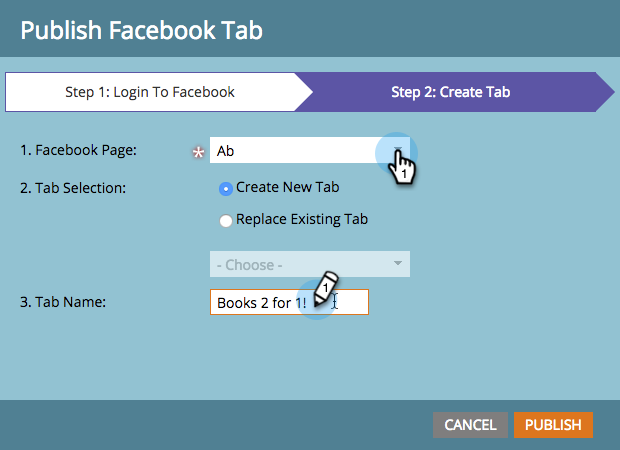 Publish Facebook Tab
Step 1: Login To Facebook
Step 2: Create Tab
1. Facebook Page:
* Ab
1
2. Tab Selection:
Create New Tab
Replace Existing Tab
- Choose -
3. Tab Name:
Books 2 for 1!
1
CANCEL
PUBLISH